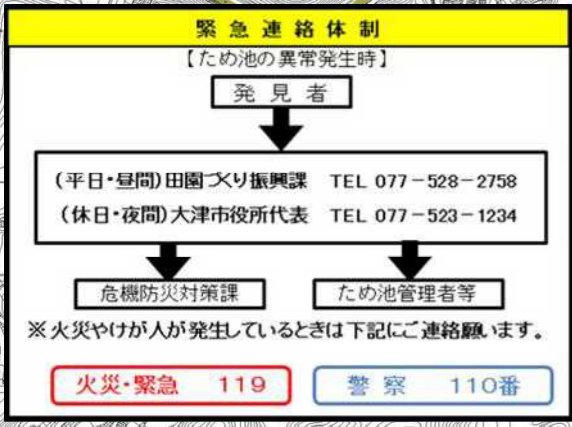 緊急連絡体制
【ため池の異常発生時】
発見者
(平日・昼間)田園づくり振興課 TEL 077-528-2758
(休日・夜間)大津市役所代表 TEL 077-523-1234
危機防災対策課 ため池管理者等
※火災やけが人が発生しているときは下記にご連絡願います。
火災・緊急 119 警察 110番